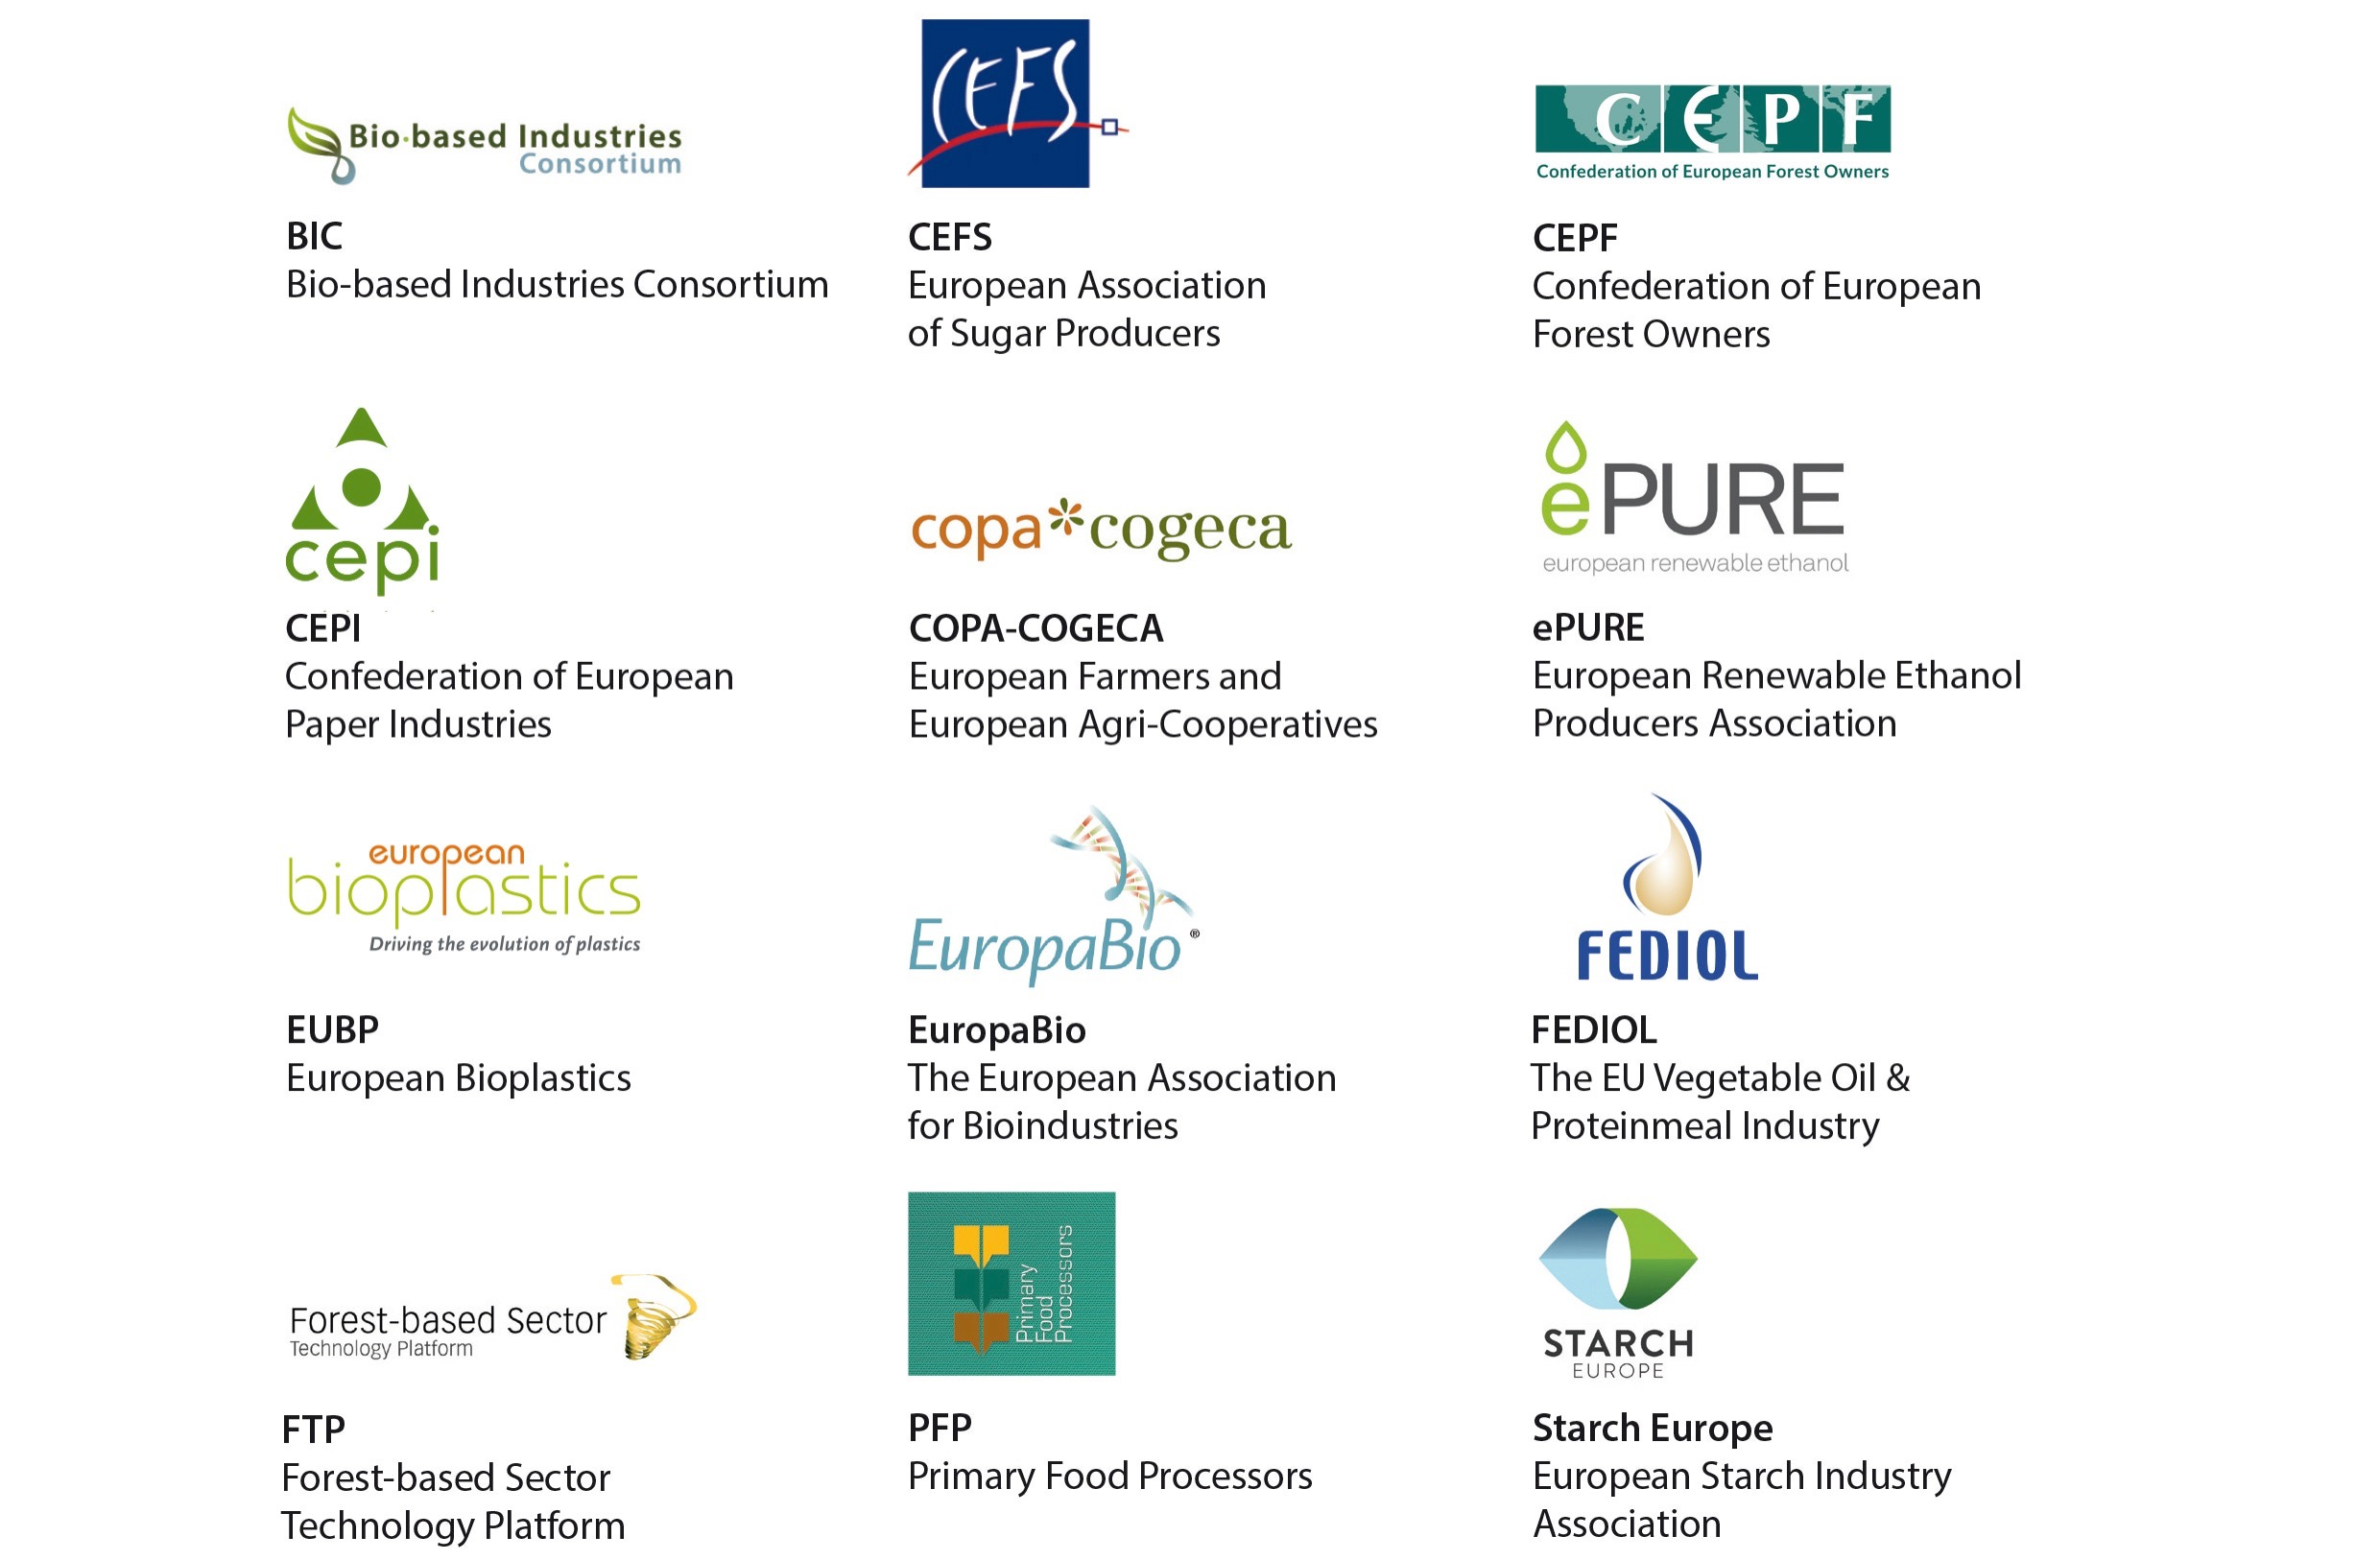 Bio·based Industries
Consortium
BIC
Bio-based Industries Consortium
CEFS
CEFS
European Association
of Sugar Producers
CEPF
Confederation of European Forest Owners
CEPF
Confederation of European
Forest Owners
cepi
CEPI
Confederation of European
Paper Industries
copa*cogeca
COPA-COGECA
European Farmers and
European Agri-Cooperatives
ePURE
european renewable ethanol
ePURE
European Renewable Ethanol
Producers Association
european
bioplastics
Driving the evolution of plastics
EUBP
European Bioplastics
EuropaBio®
EuropaBio
The European Association
for Bioindustries
FEDIOL
FEDIOL
The EU Vegetable Oil &
Proteinmeal Industry
Forest-based Sector
Technology Platform
FTP
Forest-based Sector
Technology Platform
Primary
Food
Processors
PFP
Primary Food Processors
STARCH
EUROPE
Starch Europe
European Starch Industry
Association